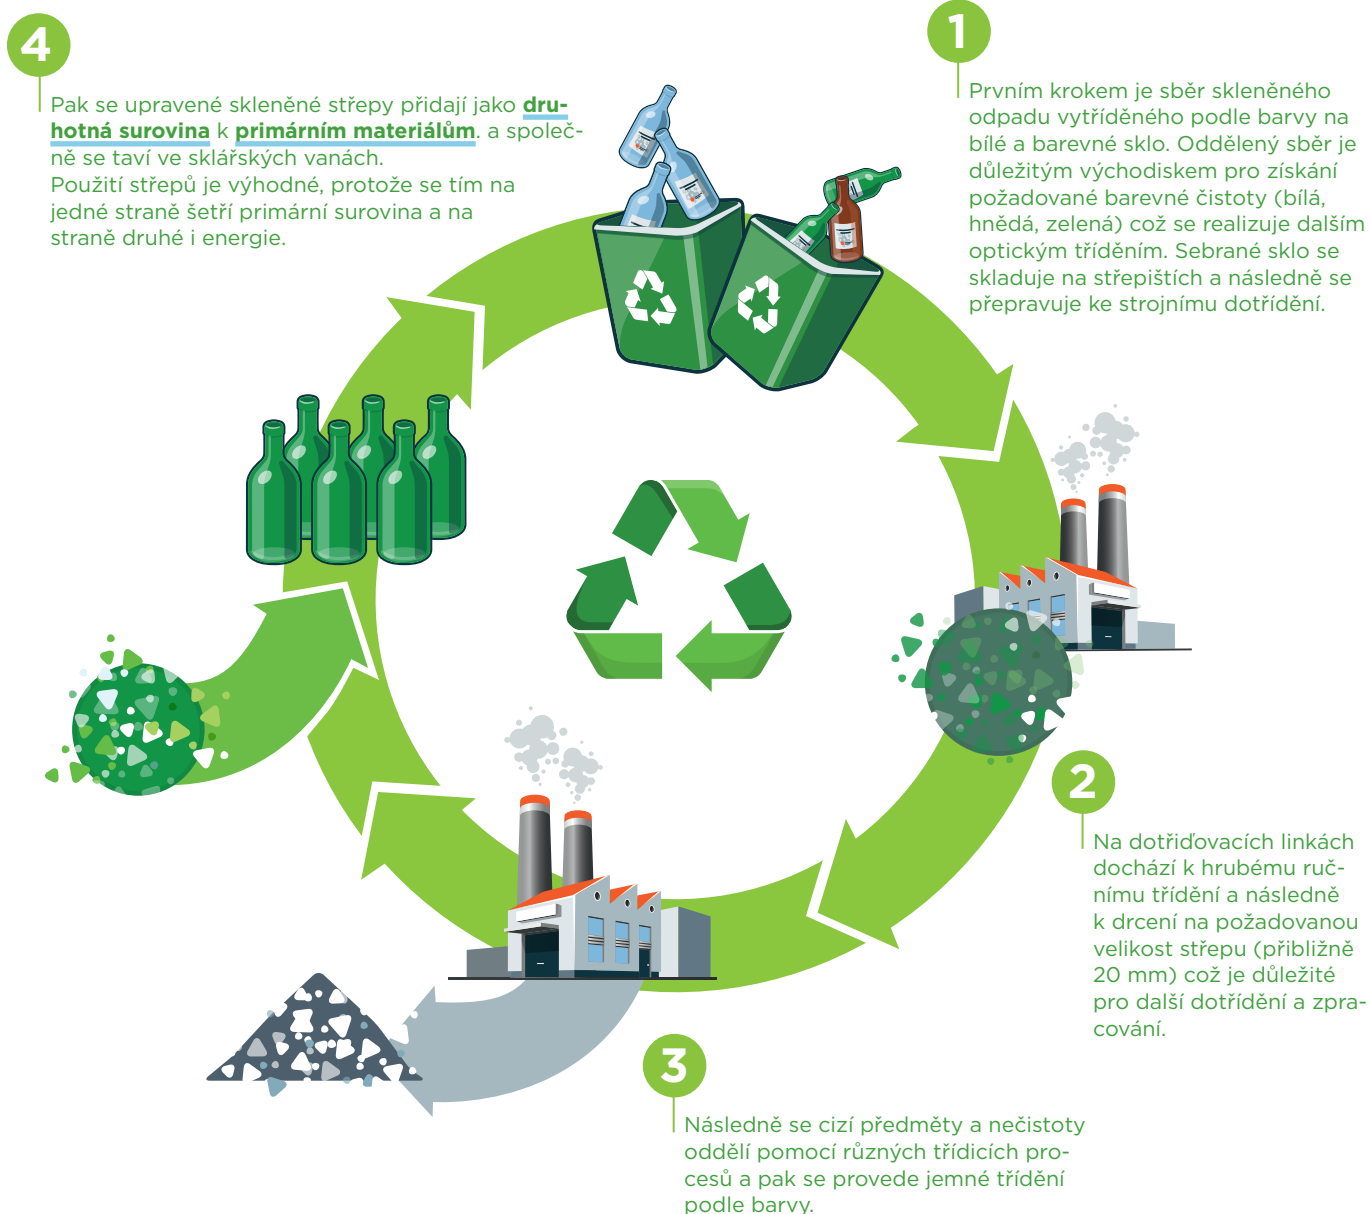 1
Prvním krokem je sběr skleněného
odpadu vytříděného podle barvy na
bílé a barevné sklo. Oddělený sběr je
důležitým východiskem pro získání
požadované barevné čistoty (bílá,
hnědá, zelená) což se realizuje dalším
optickým tříděním. Sebrané sklo se
skladuje na střepištích a následně se
přepravuje ke strojnímu dotřídění.
2
Na dotřiďovacích linkách
dochází k hrubému ruč-
nímu třídění a následně
k drcení na požadovanou
velikost střepu (přibližně
20 mm) což je důležité
pro další dotřídění a zpra-
cování.
3
Následně se cizí předměty a nečistoty
oddělí pomocí různých třídicích pro-
cesů a pak se provede jemné třídění
podle barvy.
4
Pak se upravené skleněné střepy přidají jako dru-
hotná surovina k primárním materiálům. a společ-
ně se taví ve sklářských vanách.
Použití střepů je výhodné, protože se tím na
jedné straně šetří primární surovina a na
straně druhé i energie.